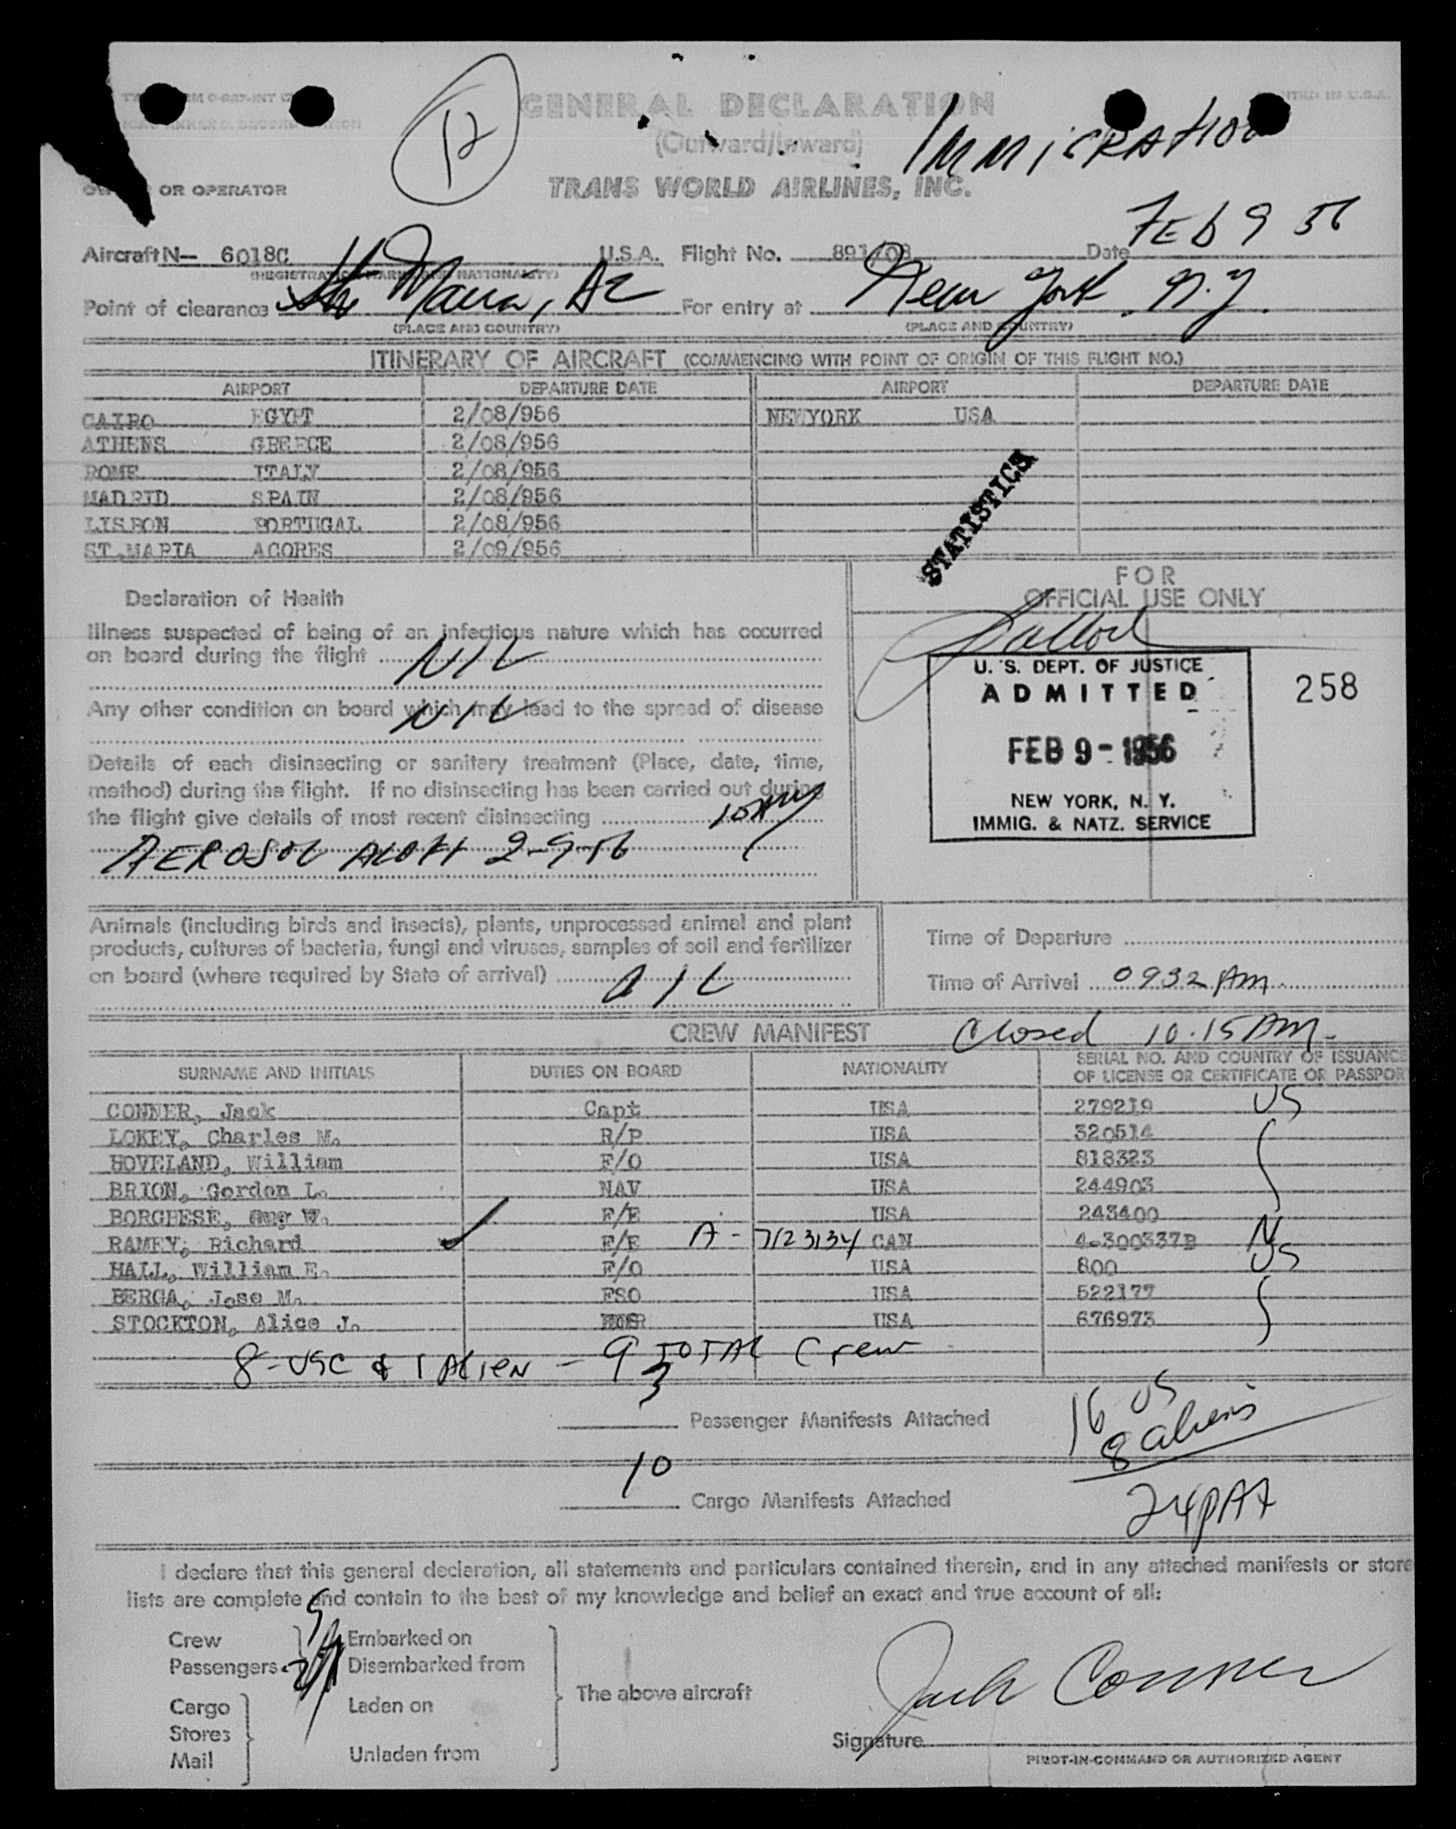 GENERAL DECLARATION
(Outward/Inward)
IMMIGRATION
12
OR OPERATOR
TRANS WORLD AIRLINES, INC.
FEB 9 56
Aircraft N— 6018C U.S.A. Flight No. 891/08 Date
(REGISTRATION MARKS AND NATIONALITY)
Point of clearance Sta Maria, AZ For entry at New York N.Y.
(PLACE AND COUNTRY) (PLACE AND COUNTRY)
ITINERARY OF AIRCRAFT (COMMENCING WITH POINT OF ORIGIN OF THIS FLIGHT NO.)
AIRPORT DEPARTURE DATE AIRPORT DEPARTURE DATE
CAIRO EGYPT 2/08/956 NEWYORK USA
ATHENS GREECE 2/08/956
ROME ITALY 2/08/956
MADRID SPAIN 2/08/956
LISBON PORTUGAL 2/08/956
ST.MARIA ACORES 2/09/956
STATISTICS
Declaration of Health
FOR
OFFICIAL USE ONLY
Illness suspected of being of an infectious nature which has occurred
on board during the flight NIL
Any other condition on board which may lead to the spread of disease
NIL
Details of each disinsecting or sanitary treatment (Place, date, time,
method) during the flight. If no disinsecting has been carried out during
the flight give details of most recent disinsecting
AEROSOL ALOFT 2-9-56
U. S. DEPT. OF JUSTICE
ADMITTED
FEB 9 - 1956
NEW YORK, N. Y.
IMMIG. & NATZ. SERVICE
258
Animals (including birds and insects), plants, unprocessed animal and plant
products, cultures of bacteria, fungi and viruses, samples of soil and fertilizer
on board (where required by State of arrival) NIL
Time of Departure
Time of Arrival 0932 AM
CREW MANIFEST Closed 10.15 AM.
SURNAME AND INITIALS DUTIES ON BOARD NATIONALITY SERIAL NO. AND COUNTRY OF ISSUANCE
OF LICENSE OR CERTIFICATE OR PASSPOR
CONNER, Jack Capt USA 279219 US
LOKEY, Charles M. R/P USA 320514
HOVELAND, William F/O USA 818323
BRION, Gordon L. NAV USA 244903
BORGHESE, Guy W. F/E USA 243400
RAMEY, Richard F/E A-7123134 CAN 4-300337B N
HALL, William E. F/O USA 800 US
BERGA, Jose M. FSO USA 522177
STOCKTON, Alice J. USA 676973
8-USC & 1 ALIEN - 9 TOTAL Crew
3 Passenger Manifests Attached
16 US
8 aliens
10 Cargo Manifests Attached
24 PAX
I declare that this general declaration, all statements and particulars contained therein, and in any attached manifests or store
lists are complete and contain to the best of my knowledge and belief an exact and true account of all:
Crew 9 Embarked on
Passengers Disembarked from
Cargo Laden on The above aircraft
Stores
Mail Unladen from
Jack Conner
Signature
PILOT-IN-COMMAND OR AUTHORIZED AGENT